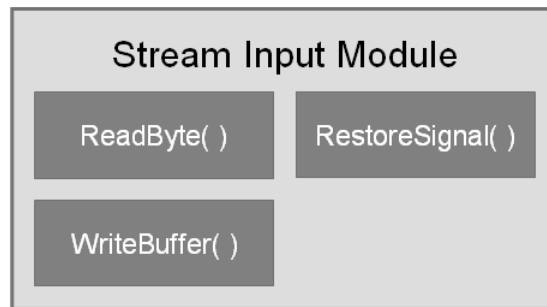 Stream Input Module
ReadByte( )
RestoreSignal( )
WriteBuffer( )